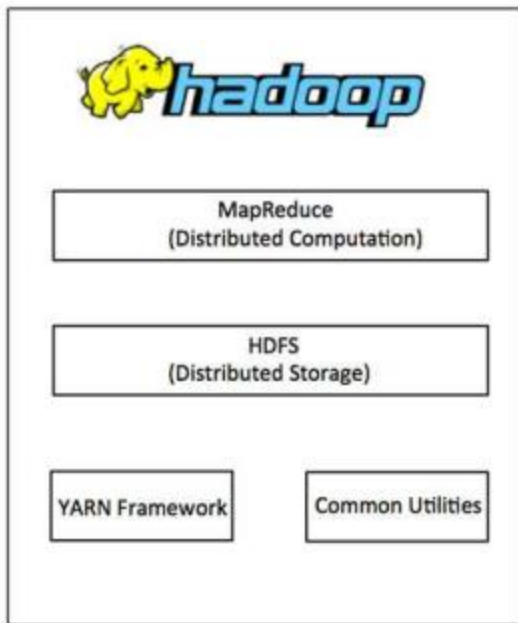 hadoop
MapReduce
(Distributed Computation)
HDFS
(Distributed Storage)
YARN Framework
Common Utilities